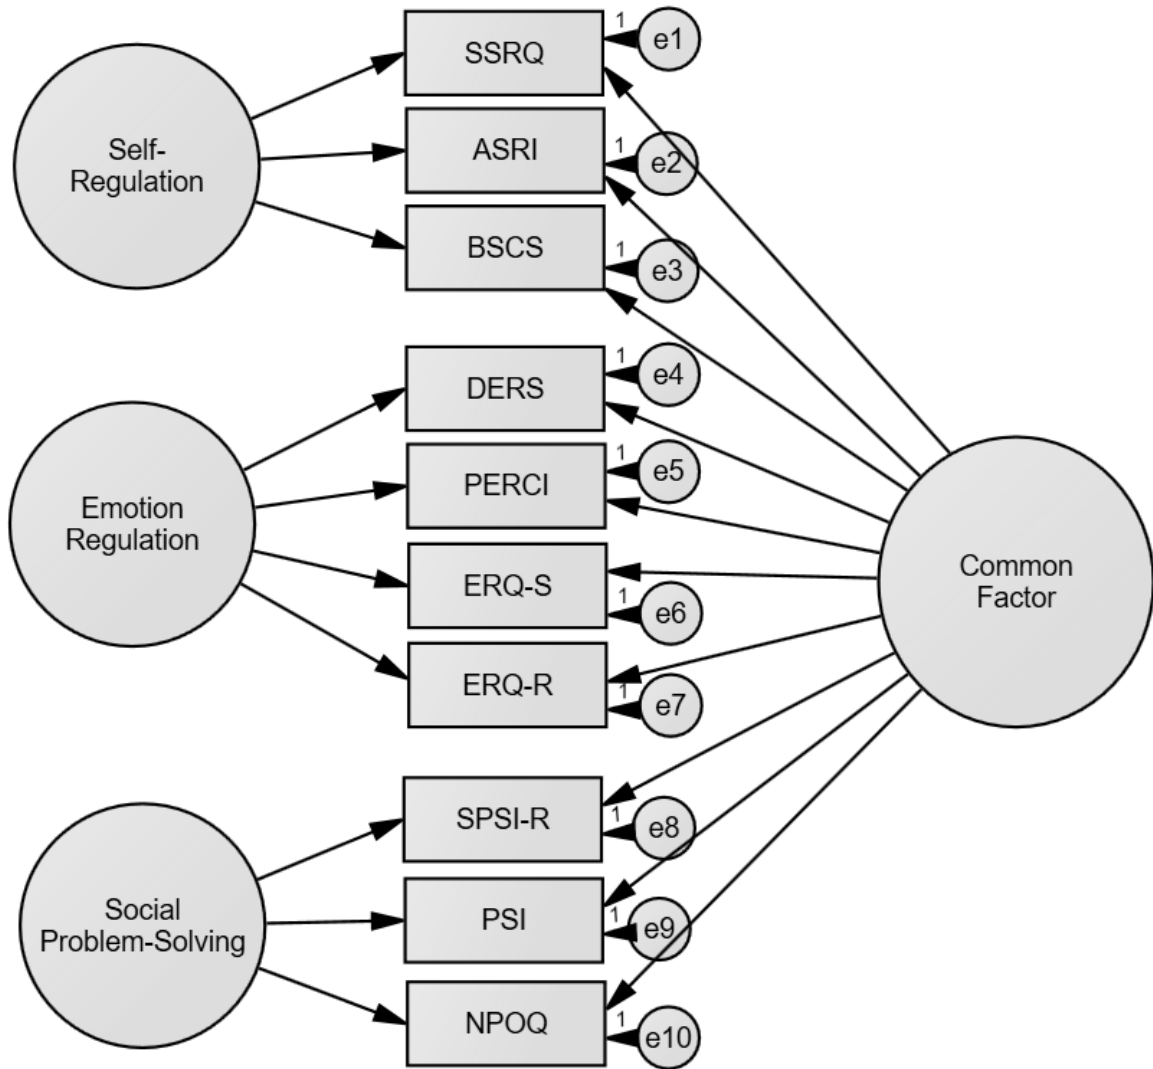 Self-
Regulation
SSRQ
1
e1
ASRI
1
e2
BSCS
1
e3
Emotion
Regulation
DERS
1
e4
PERCI
1
e5
ERQ-S
1
e6
ERQ-R
1
e7
Common
Factor
Social
Problem-Solving
SPSI-R
1
e8
PSI
1
e9
NPOQ
1
e10